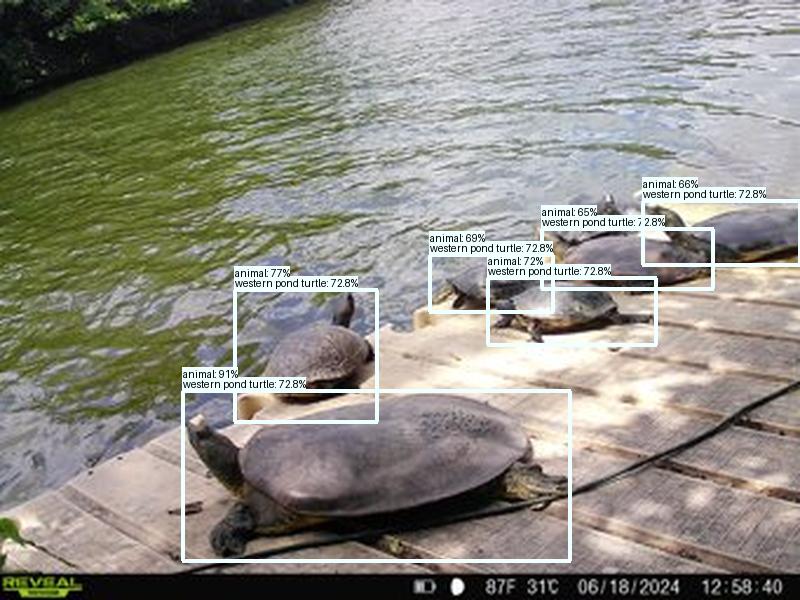 animal: 66%
western pond turtle: 72.8%
animal: 65%
western pond turtle: 72.8%
animal: 69%
western pond turtle: 72.8%
animal: 72%
western pond turtle: 72.8%
animal: 77%
western pond turtle: 72.8%
animal: 91%
western pond turtle: 72.8%
REVEAL
87F 31C 06/18/2024 12:58:40